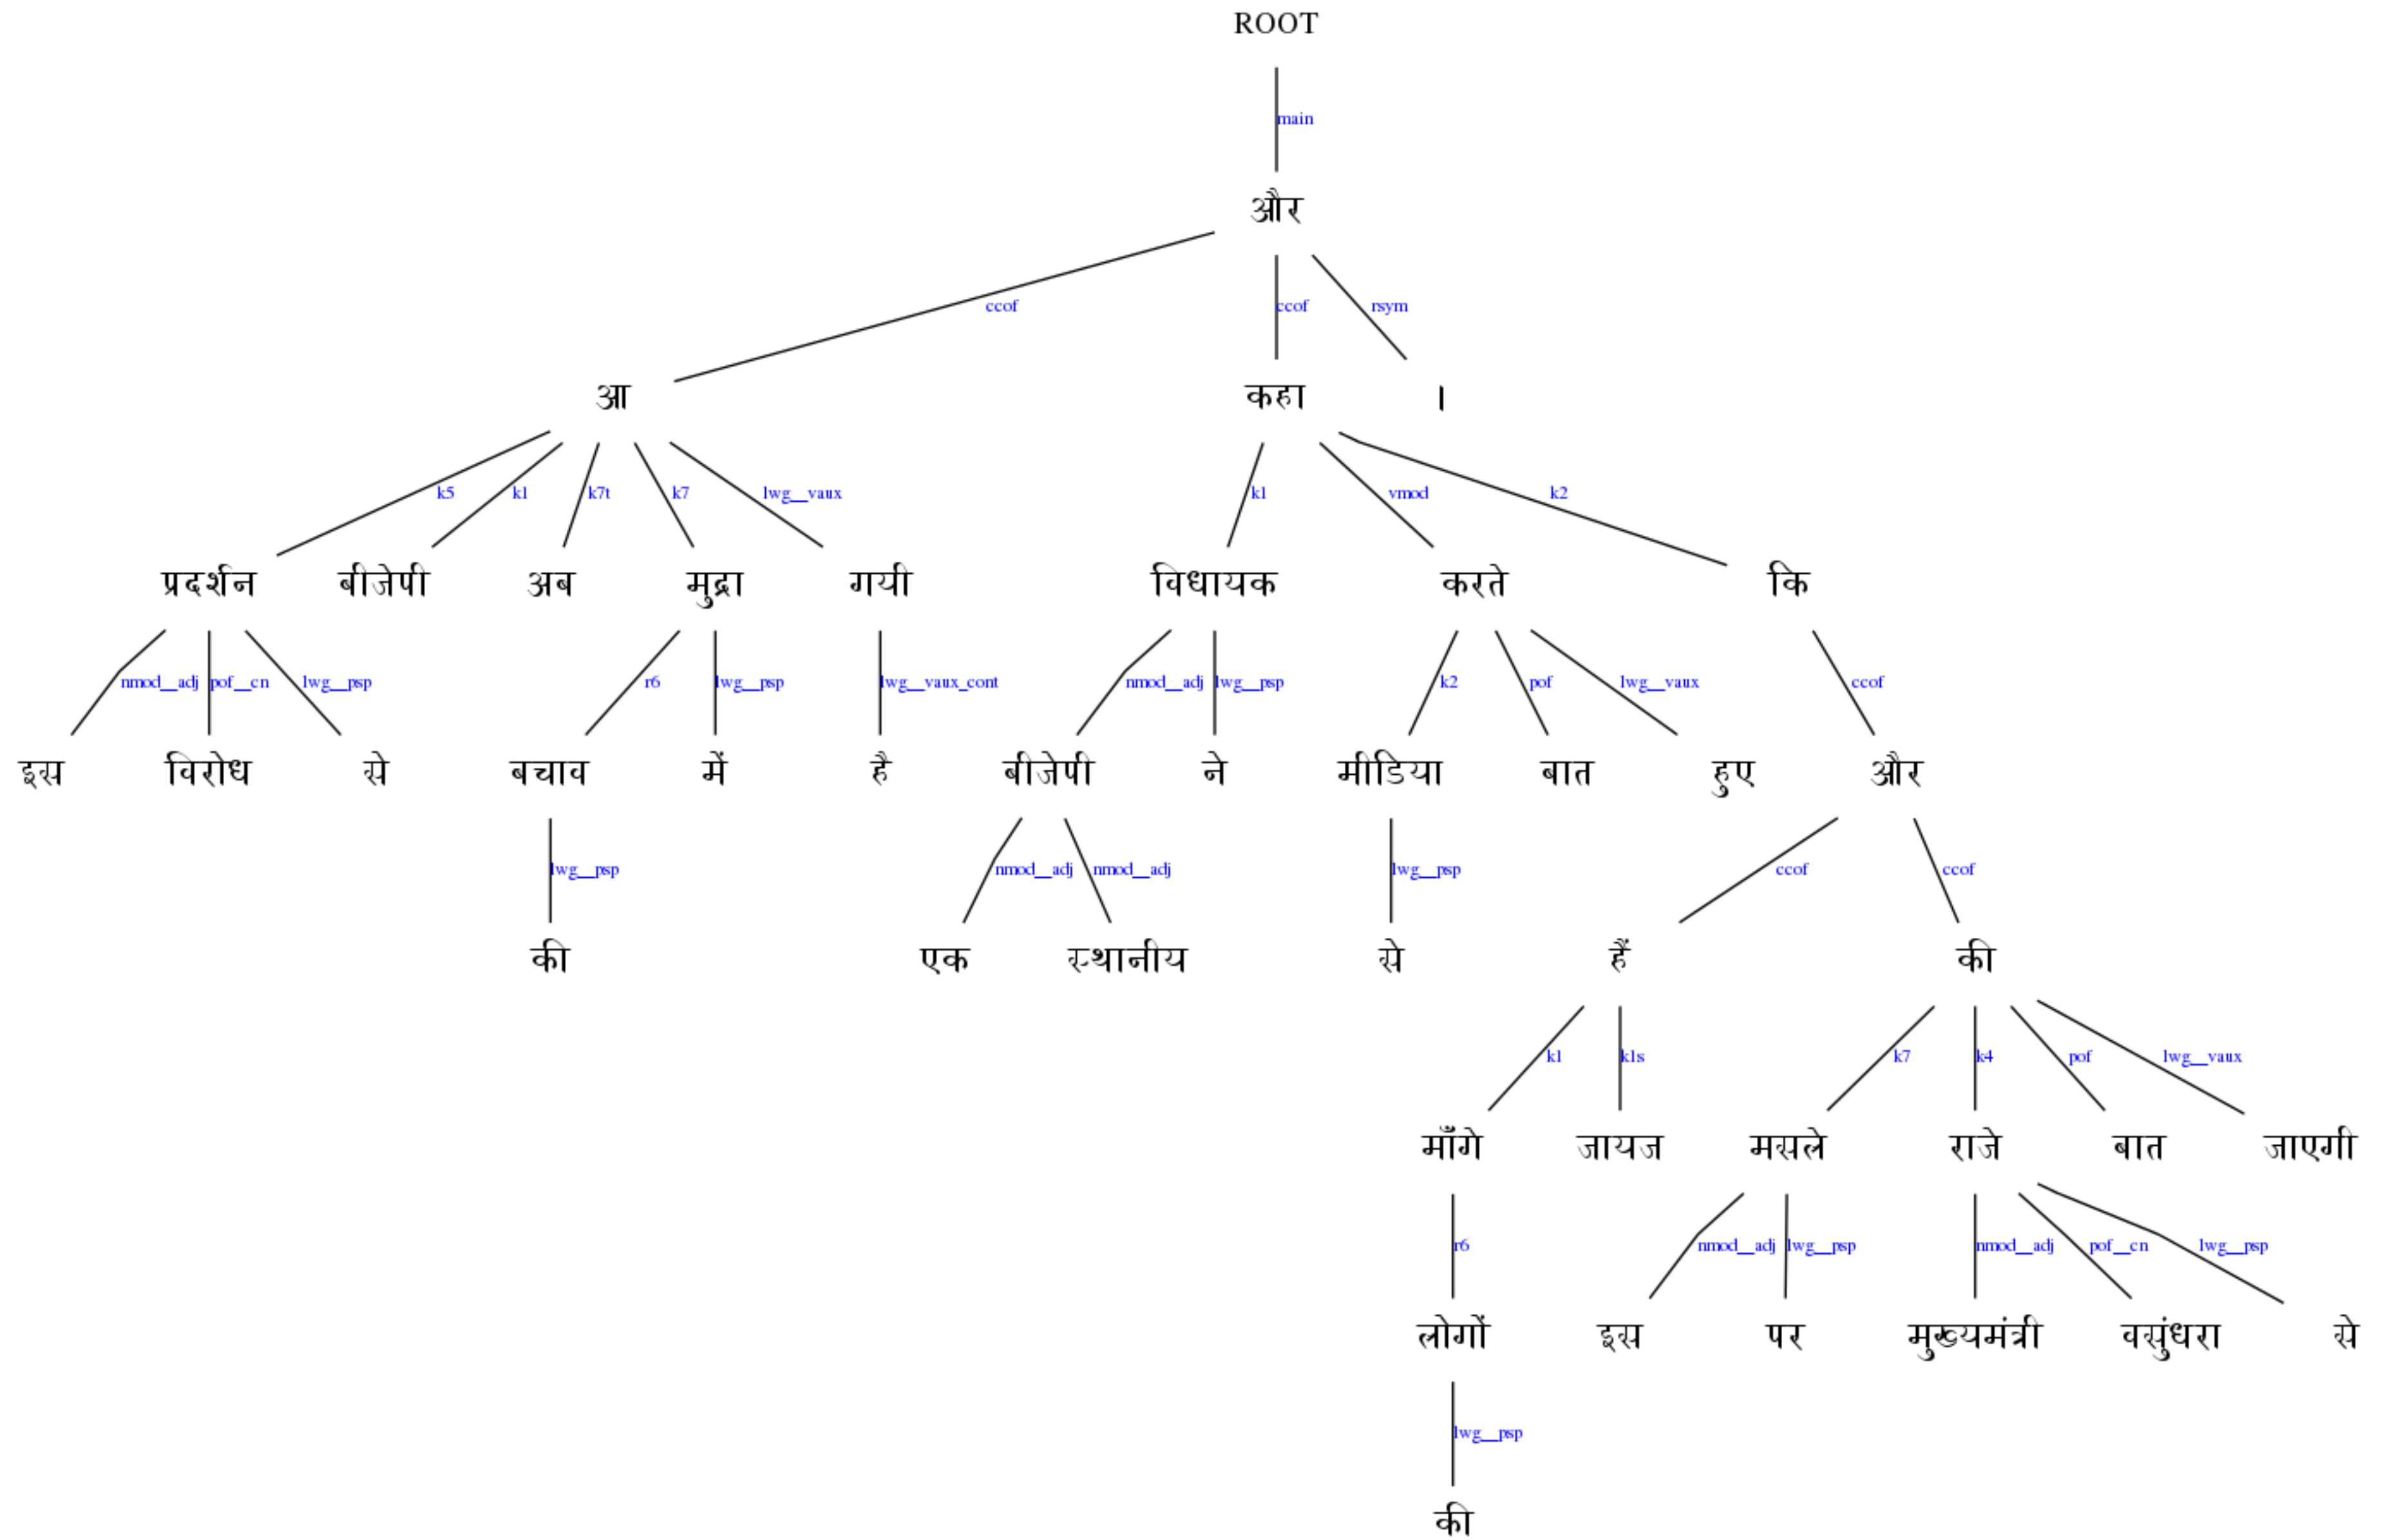 ROOT
main
और
ccof ccof rsym
आ कहा ।
k5 k1 k7t k7 lwg__vaux k1 vmod k2
प्रदर्शन बीजेपी अब मुद्रा गयी विधायक करते कि
nmod__adj pof__cn lwg__psp r6 lwg__psp lwg__vaux_cont nmod__adj lwg__psp k2 pof lwg__vaux ccof
इस विरोध से बचाव में है बीजेपी ने मीडिया बात हुए और
lwg__psp nmod__adj nmod__adj lwg__psp ccof ccof
की एक स्थानीय से हैं की
k1 k1s k7 k4 pof lwg__vaux
माँगे जायज मसले राजे बात जाएगी
r6 nmod__adj lwg__psp nmod__adj pof__cn lwg__psp
लोगों इस पर मुख्यमंत्री वसुंधरा से
lwg__psp
की